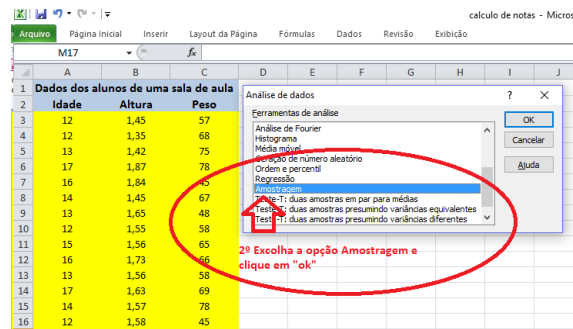 calculo de notas - Micros
Arquivo Página Inicial Inserir Layout da Página Fórmulas Dados Revisão Exibição
M17 fx
A B C D E F G H I J
1 Dados dos alunos de uma sala de aula
2 Idade Altura Peso
3 12 1,45 57
4 12 1,35 68
5 13 1,42 75
6 17 1,87 78
7 16 1,84 45
8 14 1,45 67
9 13 1,65 48
10 12 1,55 58
11 15 1,56 65
12 16 1,73 66
13 13 1,56 58
14 17 1,63 69
15 14 1,57 78
16 12 1,58 45
Análise de dados ? X
Ferramentas de análise
Análise de Fourier
Histograma
Média móvel
Geração de número aleatório
Ordem e percentil
Regressão
Amostragem
Teste-T: duas amostras em par para médias
Teste-T: duas amostras presumindo variâncias equivalentes
Teste-T: duas amostras presumindo variâncias diferentes
OK
Cancelar
Ajuda
2º Escolha a opção Amostragem e
clique em "ok"